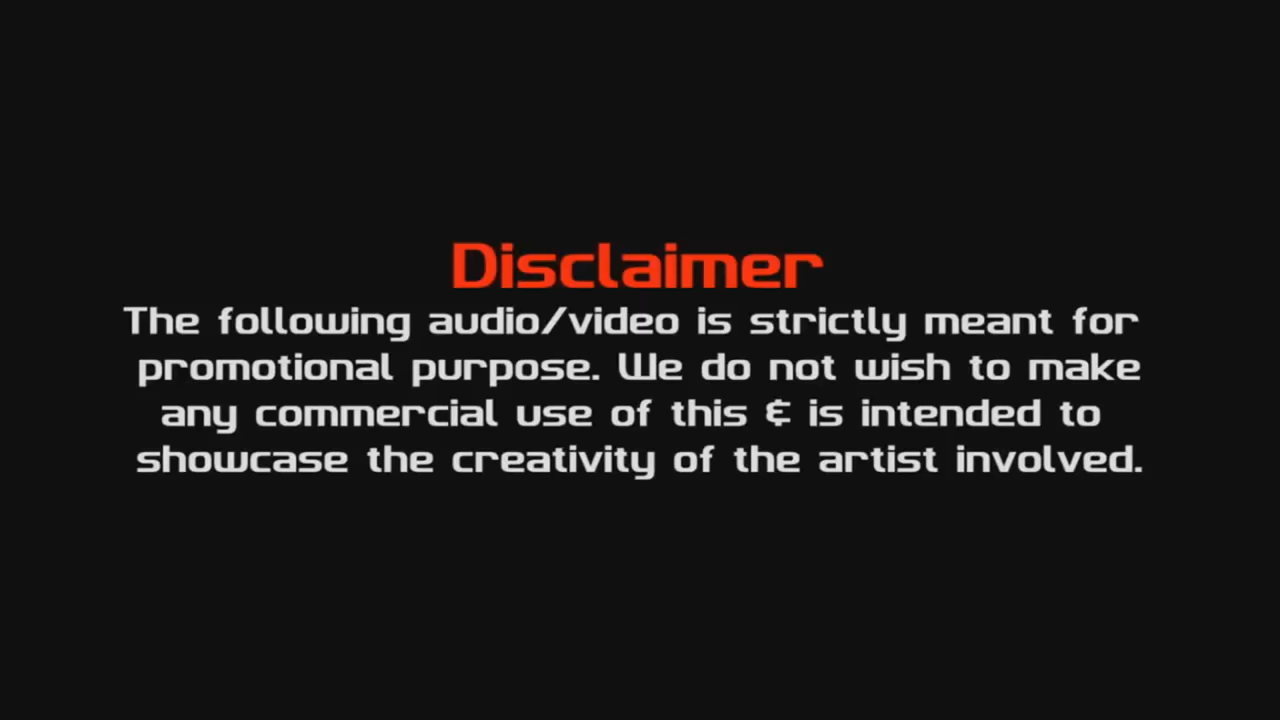 Disclaimer
The following audio/video is strictly meant for
promotional purpose. We do not wish to make
any commercial use of this & is intended to
showcase the creativity of the artist involved.